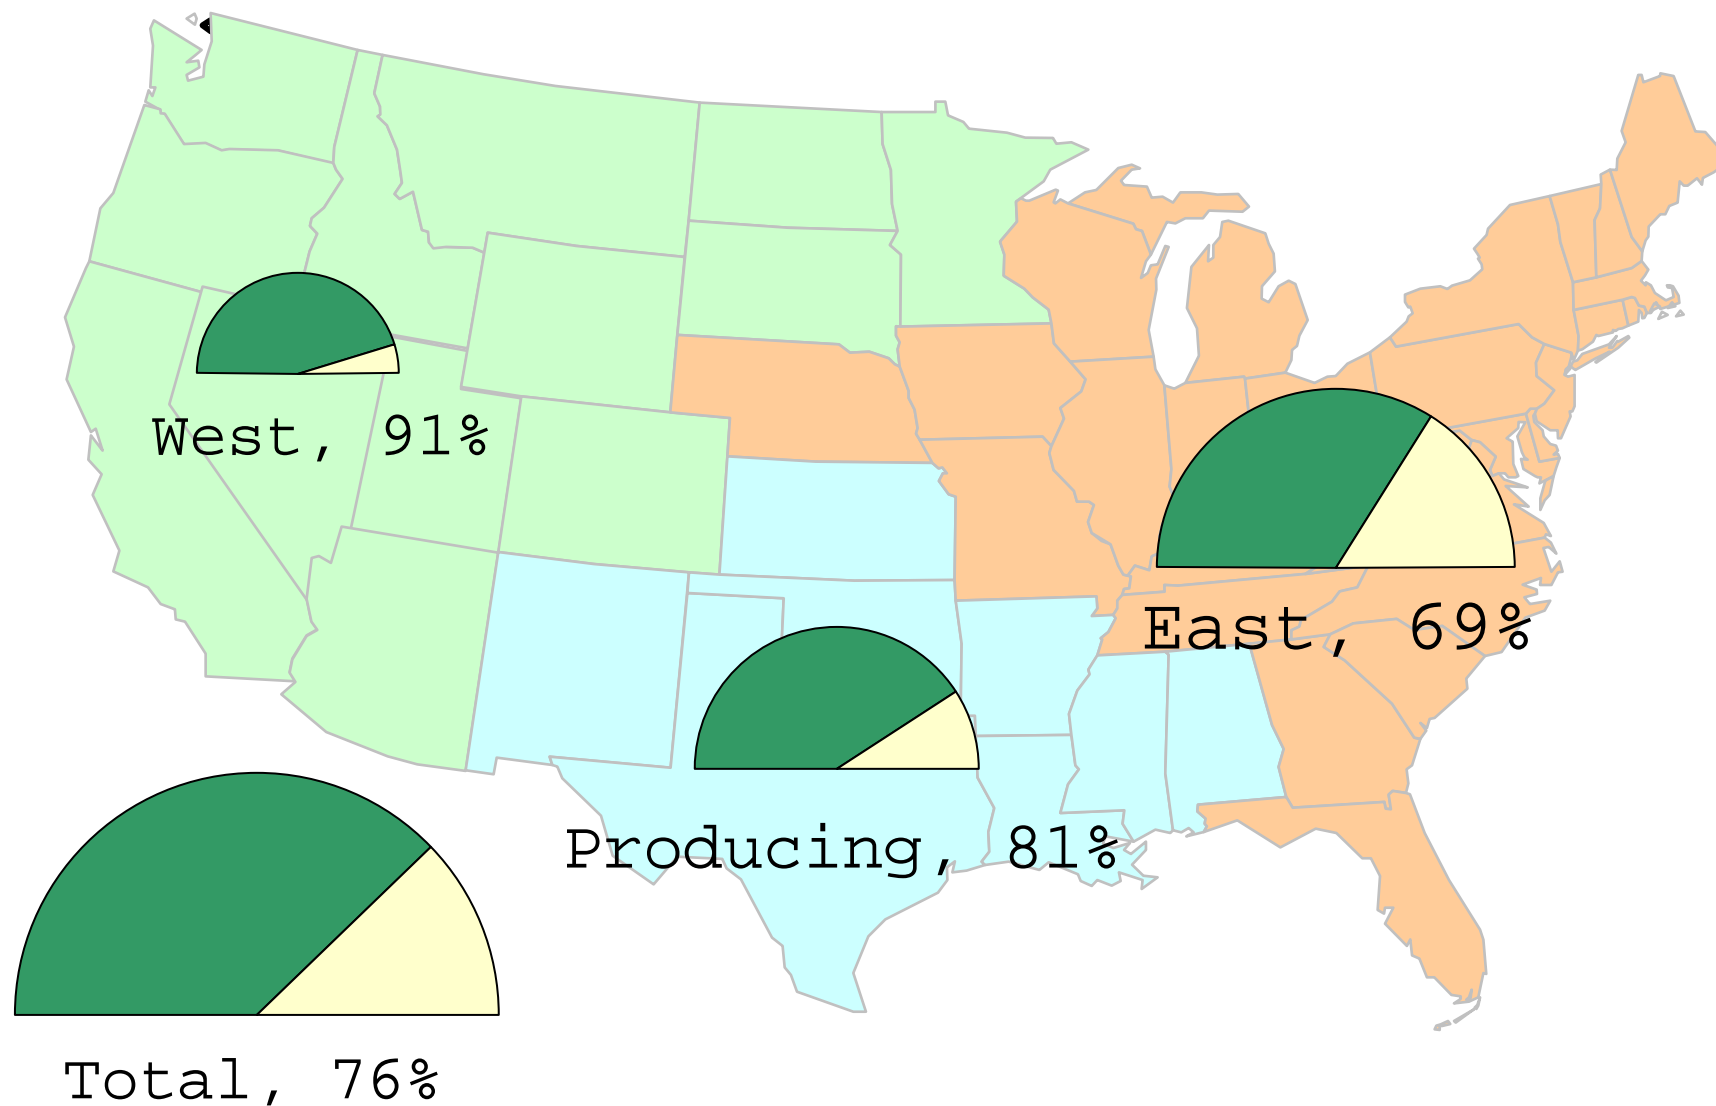 West, 91%
East, 69%
Producing, 81%
Total, 76%